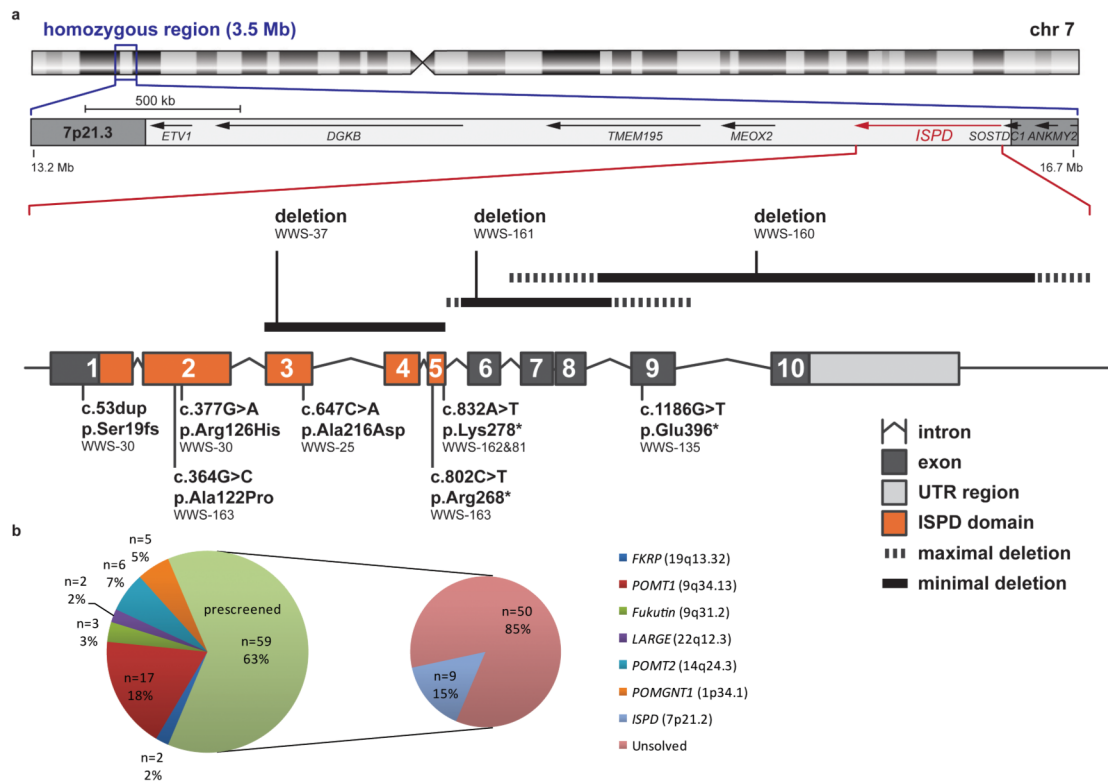 a
homozygous region (3.5 Mb)
chr 7
500 kb
7p21.3
ETV1
DGKB
TMEM195
MEOX2
ISPD
SOSTDC1
ANKMY2
13.2 Mb
16.7 Mb
deletion
WWS-37
deletion
WWS-161
deletion
WWS-160
1
2
3
4
5
6
7
8
9
10
c.53dup
p.Ser19fs
WWS-30
c.377G>A
p.Arg126His
WWS-30
c.647C>A
p.Ala216Asp
WWS-25
c.832A>T
p.Lys278*
WWS-162&81
c.1186G>T
p.Glu396*
WWS-135
c.364G>C
p.Ala122Pro
WWS-163
c.802C>T
p.Arg268*
WWS-163
intron
exon
UTR region
ISPD domain
maximal deletion
minimal deletion
b
n=5
5%
n=6
7%
n=2
2%
n=3
3%
n=17
18%
n=2
2%
prescreened
n=59
63%
n=50
85%
n=9
15%
FKRP (19q13.32)
POMT1 (9q34.13)
Fukutin (9q31.2)
LARGE (22q12.3)
POMT2 (14q24.3)
POMGNT1 (1p34.1)
ISPD (7p21.2)
Unsolved